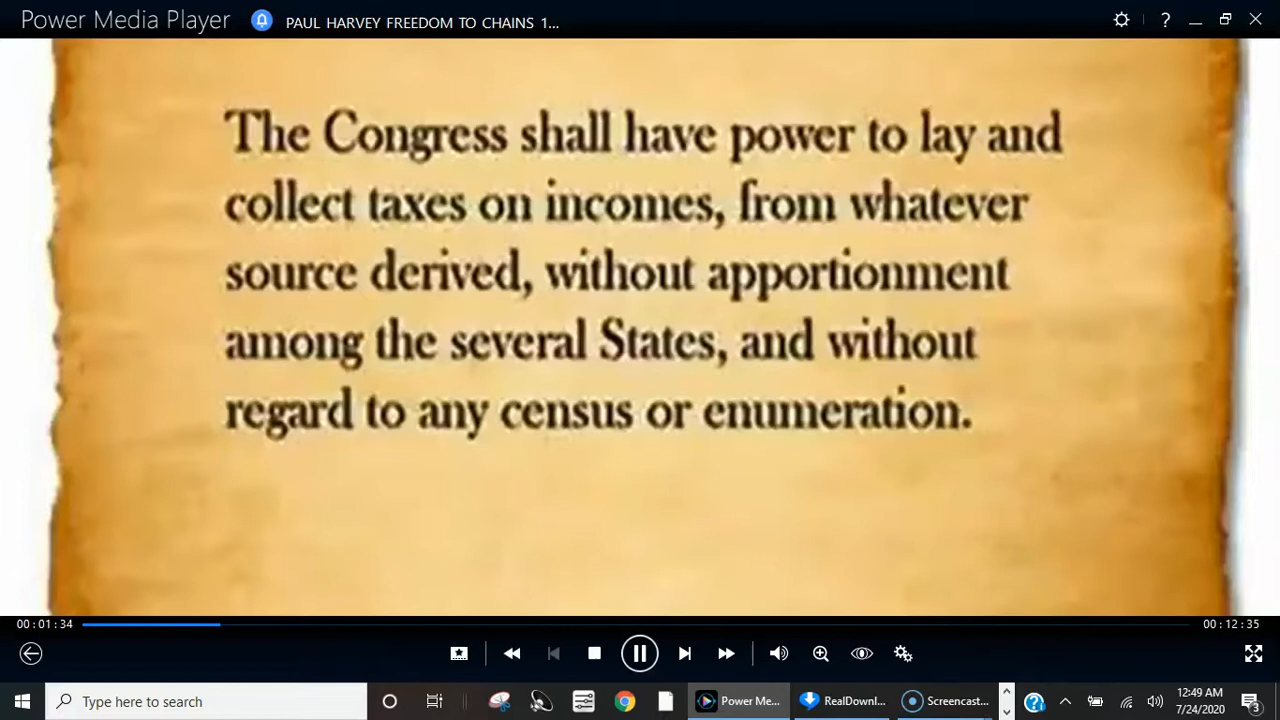 Power Media Player
PAUL HARVEY FREEDOM TO CHAINS 1...
The Congress shall have power to lay and
collect taxes on incomes, from whatever
source derived, without apportionment
among the several States, and without
regard to any census or enumeration.
00:01:34
00:12:35
Type here to search
Power Me...
RealDownl...
Screencast...
12:49 AM
7/24/2020
3